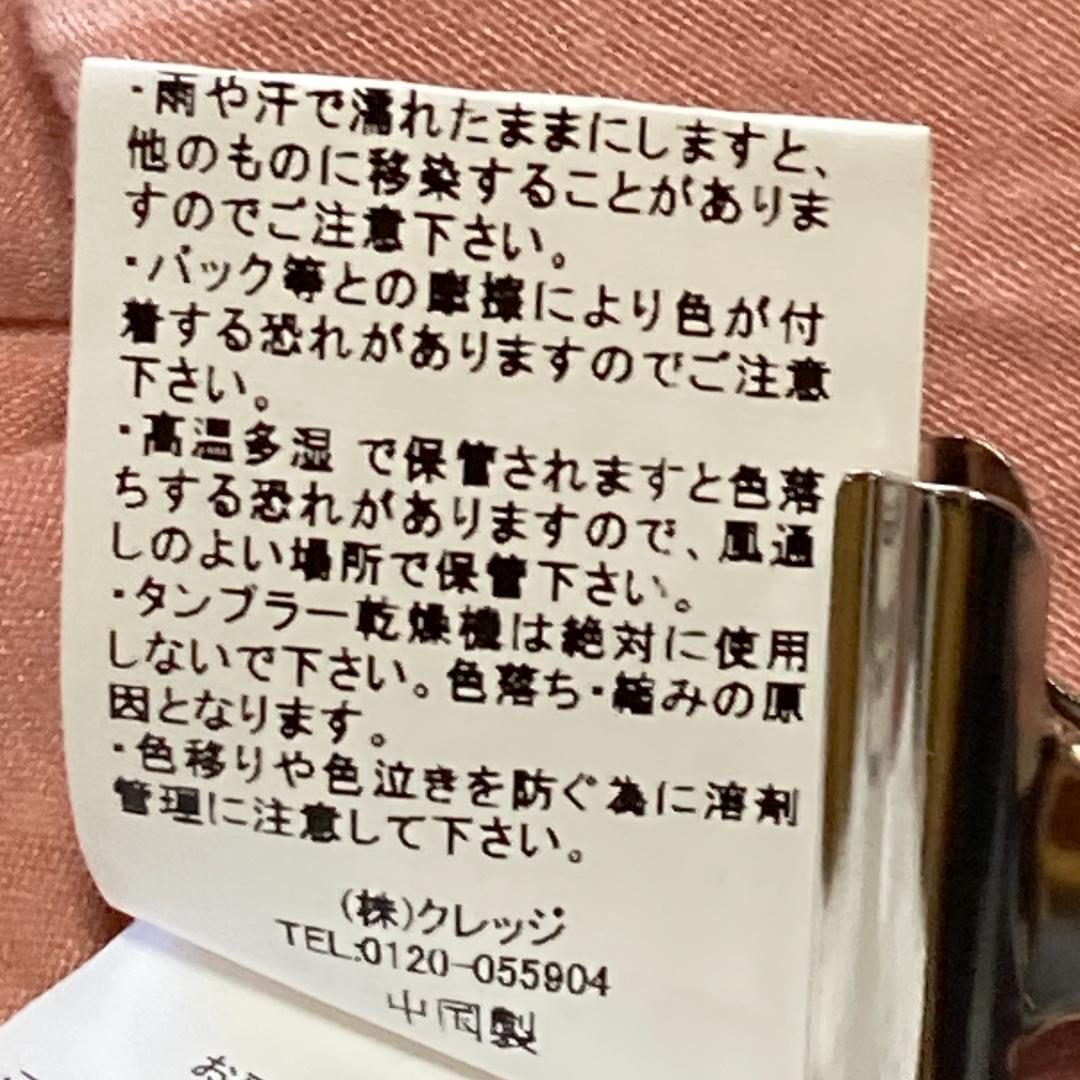 ・雨や汗で濡れたままにしますと、
他のものに移染することがありま
すのでご注意下さい。
・バック等との摩擦により色が付
着する恐れがありますのでご注意
下さい。
・高温多湿 で保管されますと色落
ちする恐れがありますので、風通
しのよい場所で保管下さい。
・タンブラー乾燥機は絶対に使用
しないで下さい。色落ち・縮みの原
因となります。
・色移りや色泣きを防ぐ為に溶剤
管理に注意して下さい。
(株)クレッジ
TEL:0120-055904
中国製
お